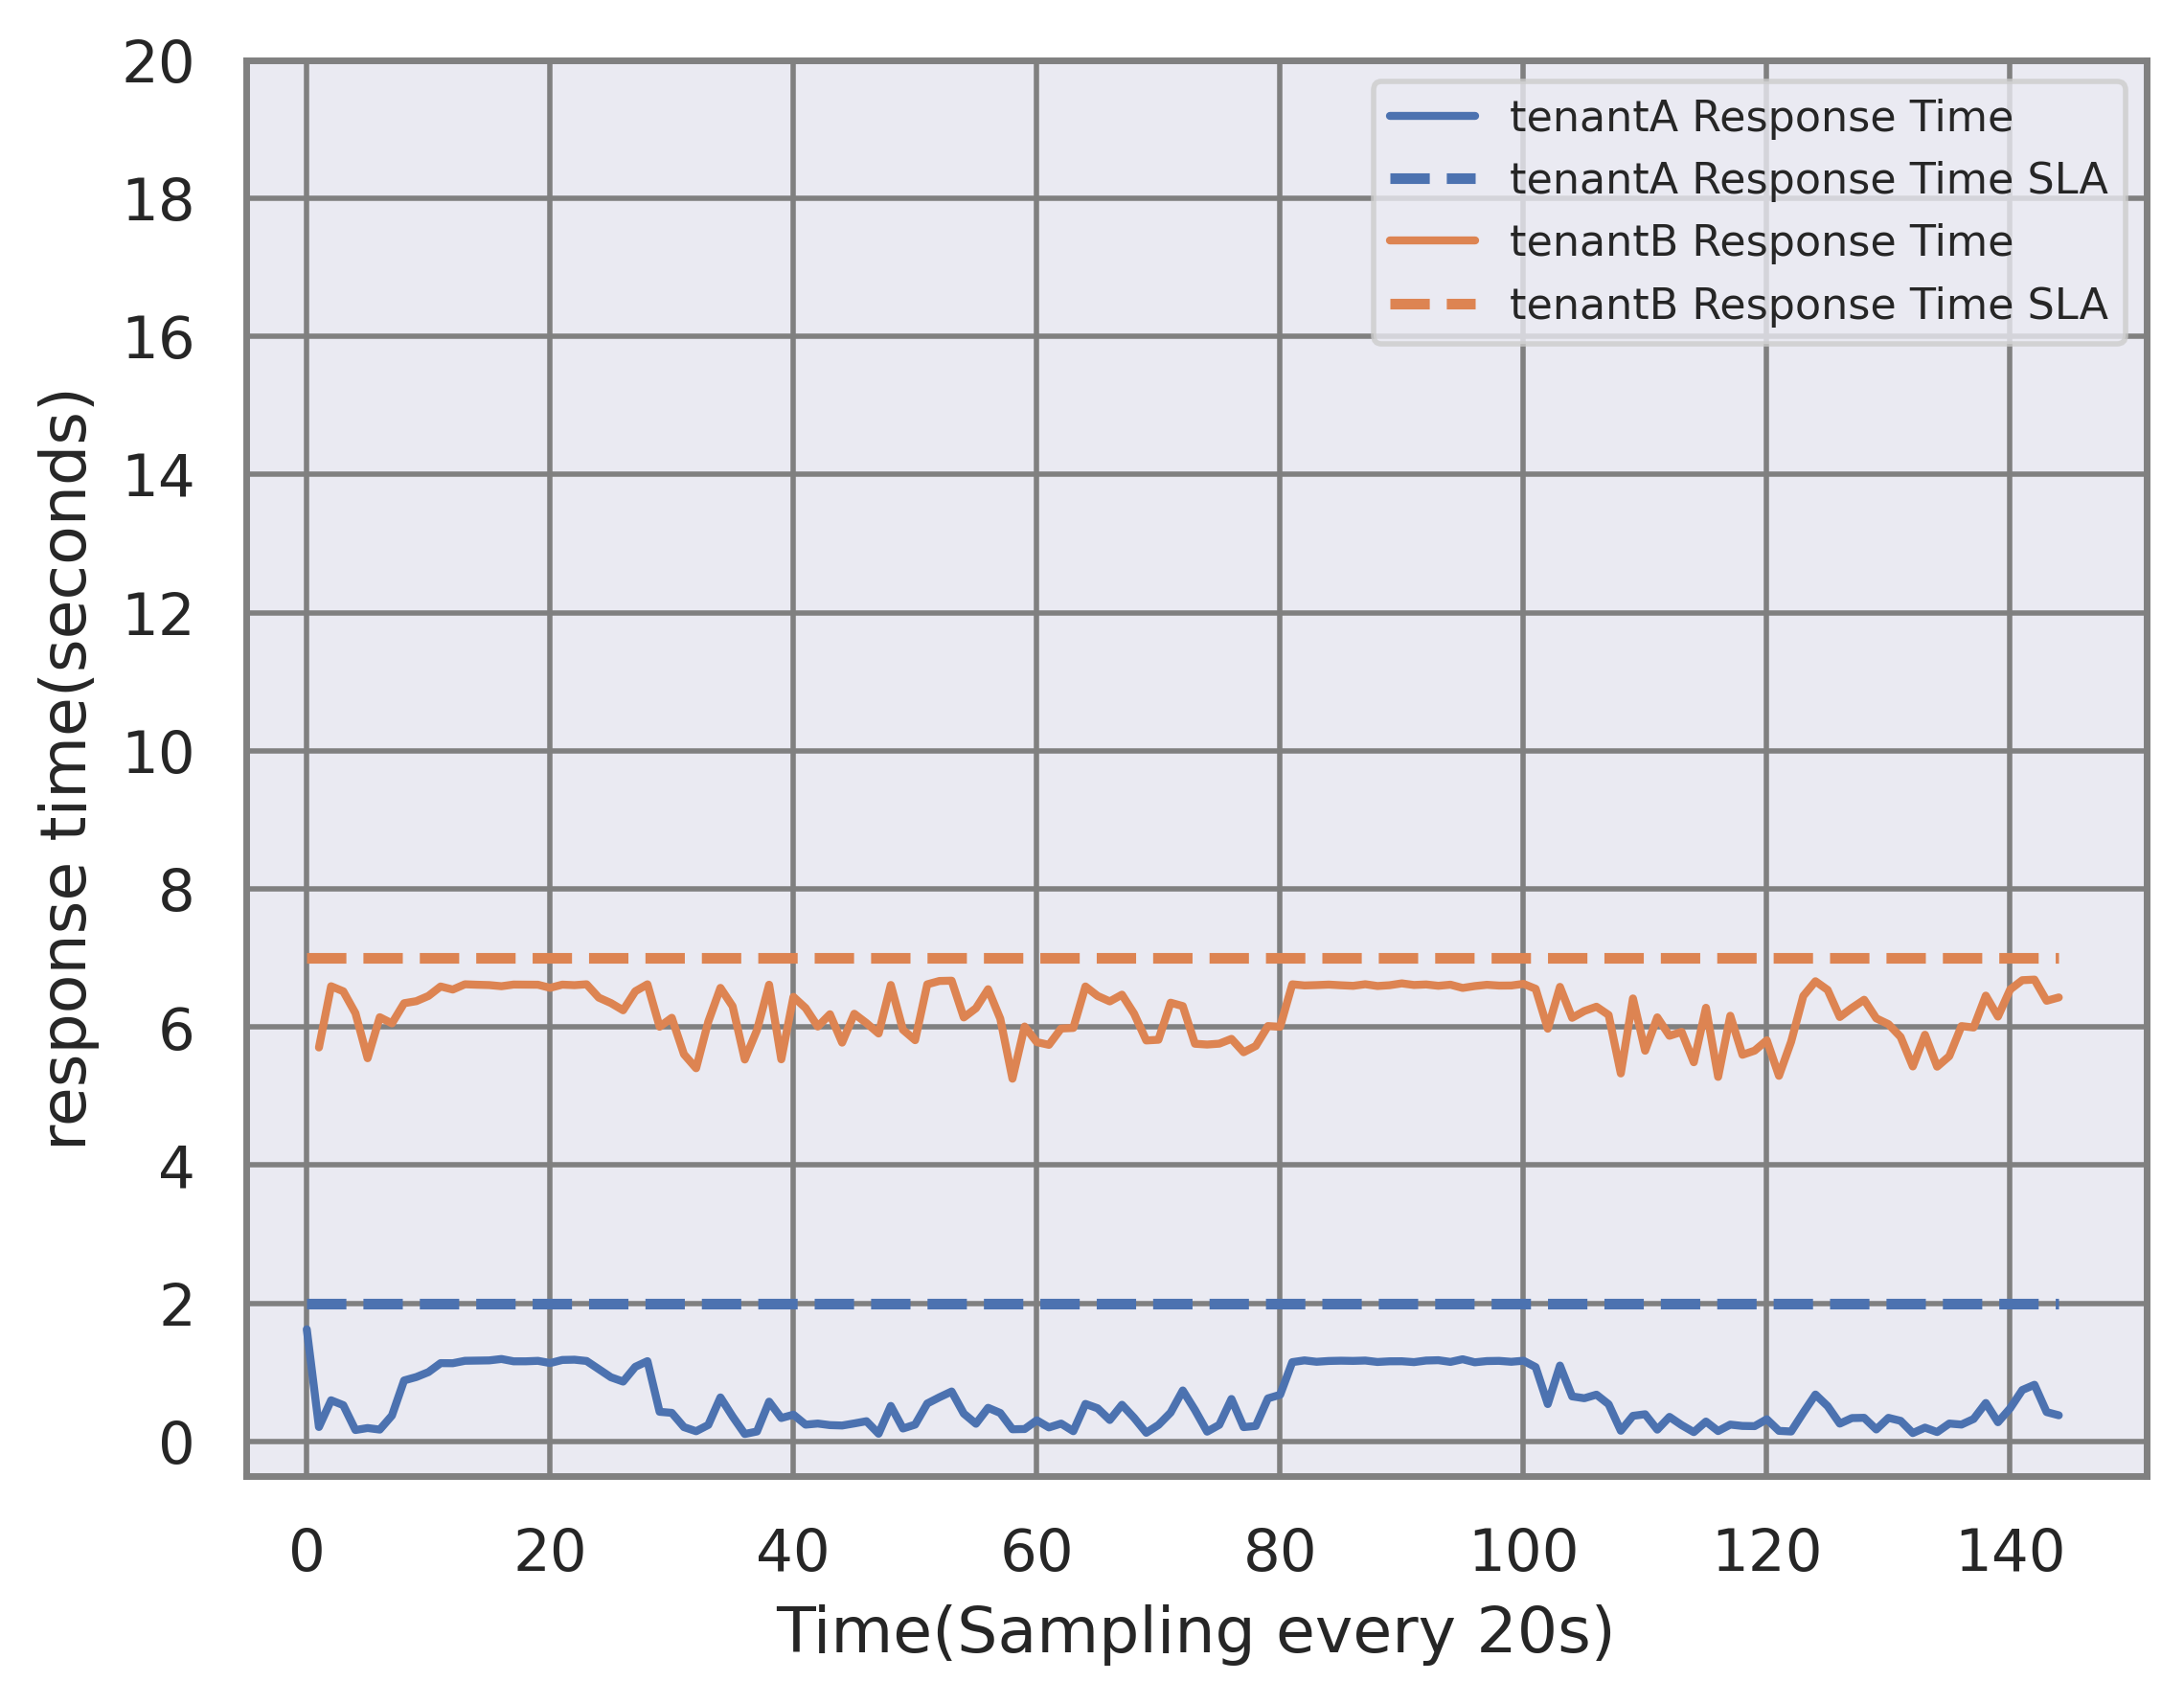 20
18
16
14
12
10
8
6
4
2
0
response time(seconds)
tenantA Response Time
tenantA Response Time SLA
tenantB Response Time
tenantB Response Time SLA
0 20 40 60 80 100 120 140
Time(Sampling every 20s)